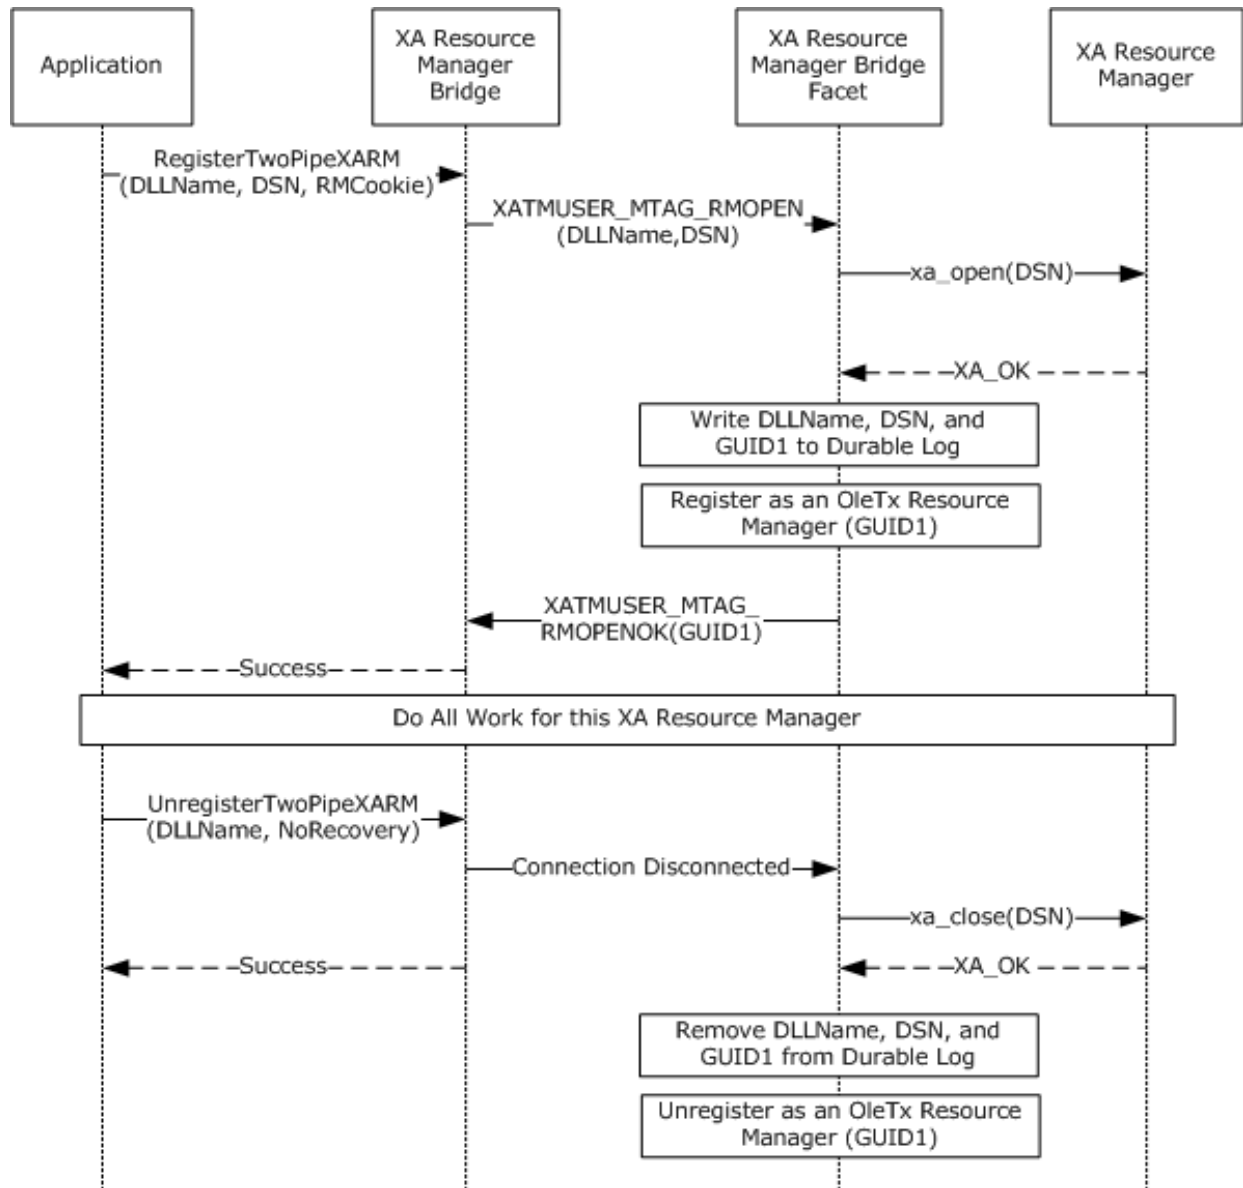 Application
XA Resource
Manager
Bridge
XA Resource
Manager Bridge
Facet
XA Resource
Manager
RegisterTwoPipeXARM
(DLLName, DSN, RMCookie)
XATMUSER_MTAG_RMOPEN
(DLLName,DSN)
xa_open(DSN)
XA_OK
Write DLLName, DSN, and
GUID1 to Durable Log
Register as an OleTx Resource
Manager (GUID1)
XATMUSER_MTAG_
RMOPENOK(GUID1)
Success
Do All Work for this XA Resource Manager
UnregisterTwoPipeXARM
(DLLName, NoRecovery)
Connection Disconnected
xa_close(DSN)
Success
XA_OK
Remove DLLName, DSN, and
GUID1 from Durable Log
Unregister as an OleTx Resource
Manager (GUID1)